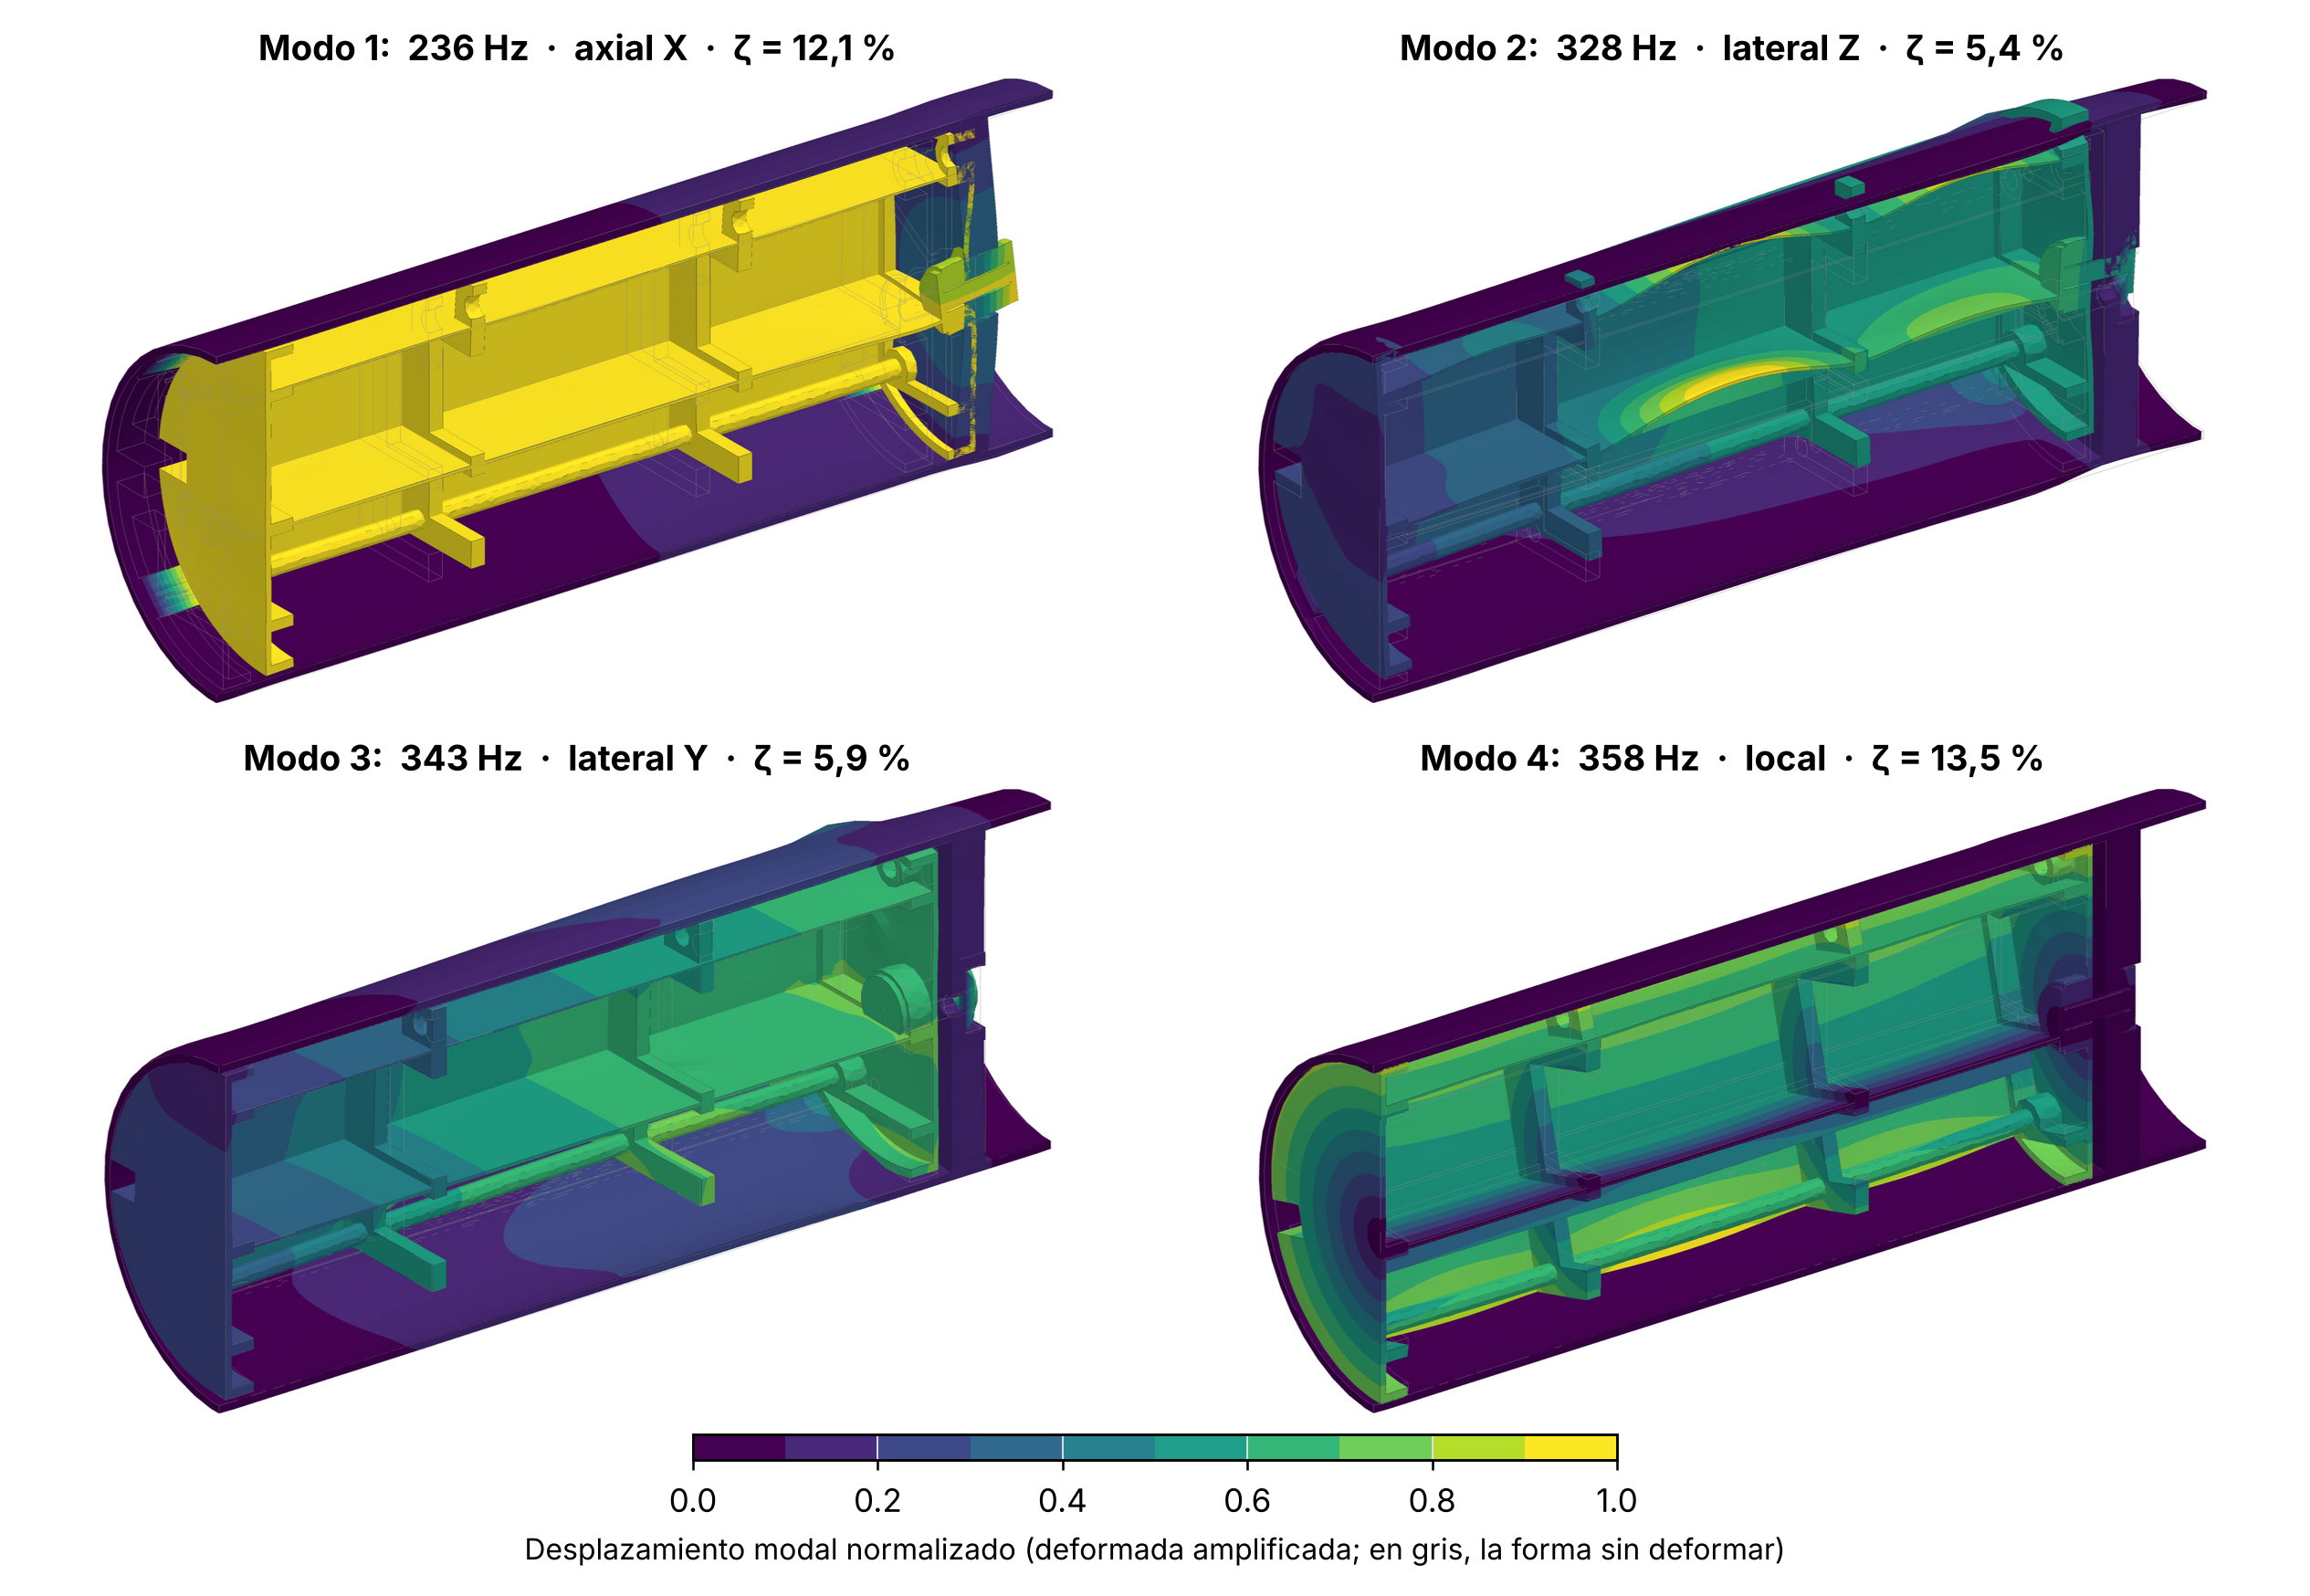 Modo 1: 236 Hz · axial X · ζ = 12,1 %
Modo 2: 328 Hz · lateral Z · ζ = 5,4 %
Modo 3: 343 Hz · lateral Y · ζ = 5,9 %
Modo 4: 358 Hz · local · ζ = 13,5 %
0.0 0.2 0.4 0.6 0.8 1.0
Desplazamiento modal normalizado (deformada amplificada; en gris, la forma sin deformar)